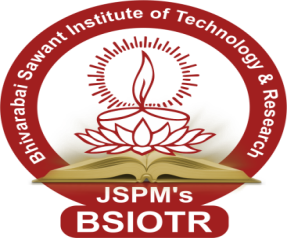 Bhivarabai Sawant Institute of Technology & Research
JSPM's
BSIOTR